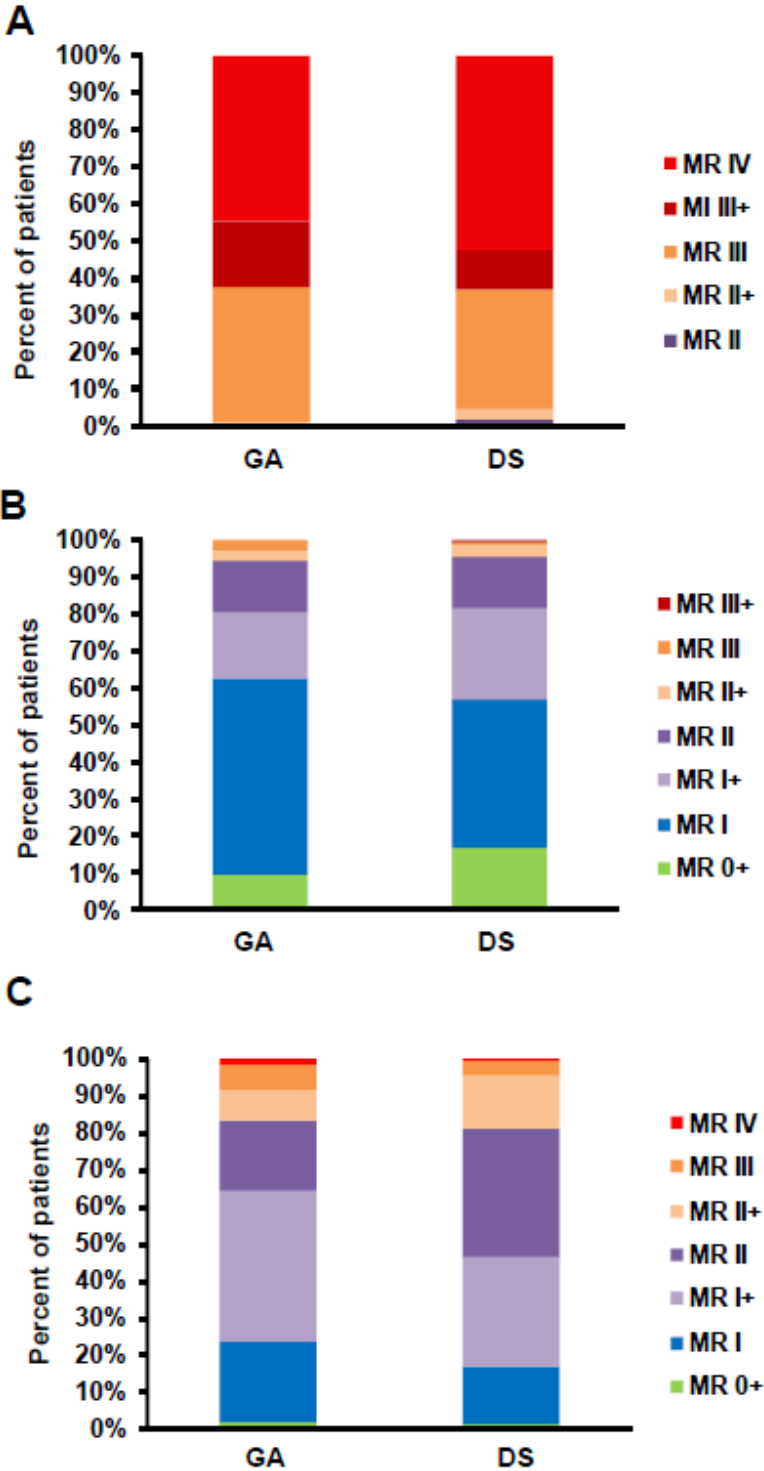 A
Percent of patients
100%
90%
80%
70%
60%
50%
40%
30%
20%
10%
0%
GA DS
MR IV
MI III+
MR III
MR II+
MR II
B
Percent of patients
100%
90%
80%
70%
60%
50%
40%
30%
20%
10%
0%
GA DS
MR III+
MR III
MR II+
MR II
MR I+
MR I
MR 0+
C
Percent of patients
100%
90%
80%
70%
60%
50%
40%
30%
20%
10%
0%
GA DS
MR IV
MR III
MR II+
MR II
MR I+
MR I
MR 0+